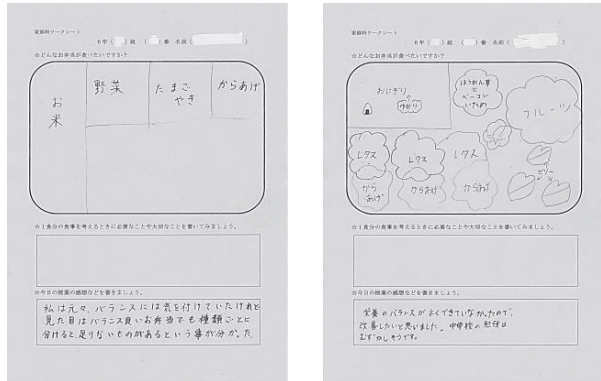 家庭科ワークシート
6年( )組 ( )番 名前( )
☆どんなお弁当が食べたいですか?
お米
野菜
たまご
やき
からあげ
☆1食分の食事を考えるときに必要なことや大切なことを書いてみましょう。
☆今日の授業の感想などを書きましょう。
私は元々、バランスには気を付けていたけれど
見た目はバランス良いお弁当でも種類ごとに
分けると、足りないものがあるという事が分かった。
家庭科ワークシート
6年( )組 ( )番 名前( )
☆どんなお弁当が食べたいですか?
おにぎり
ゆかり
ほうれん草
と
ベーコン
いため
フルーツ
レタス
レタス
レタス
ゼリー
から
あげ
からあげ
からあげ
☆1食分の食事を考えるときに必要なことや大切なことを書いてみましょう。
☆今日の授業の感想などを書きましょう。
栄養のバランスがよくできていなかったので、
改善したいと思いました。中学校の勉強は
むずかしそうです。